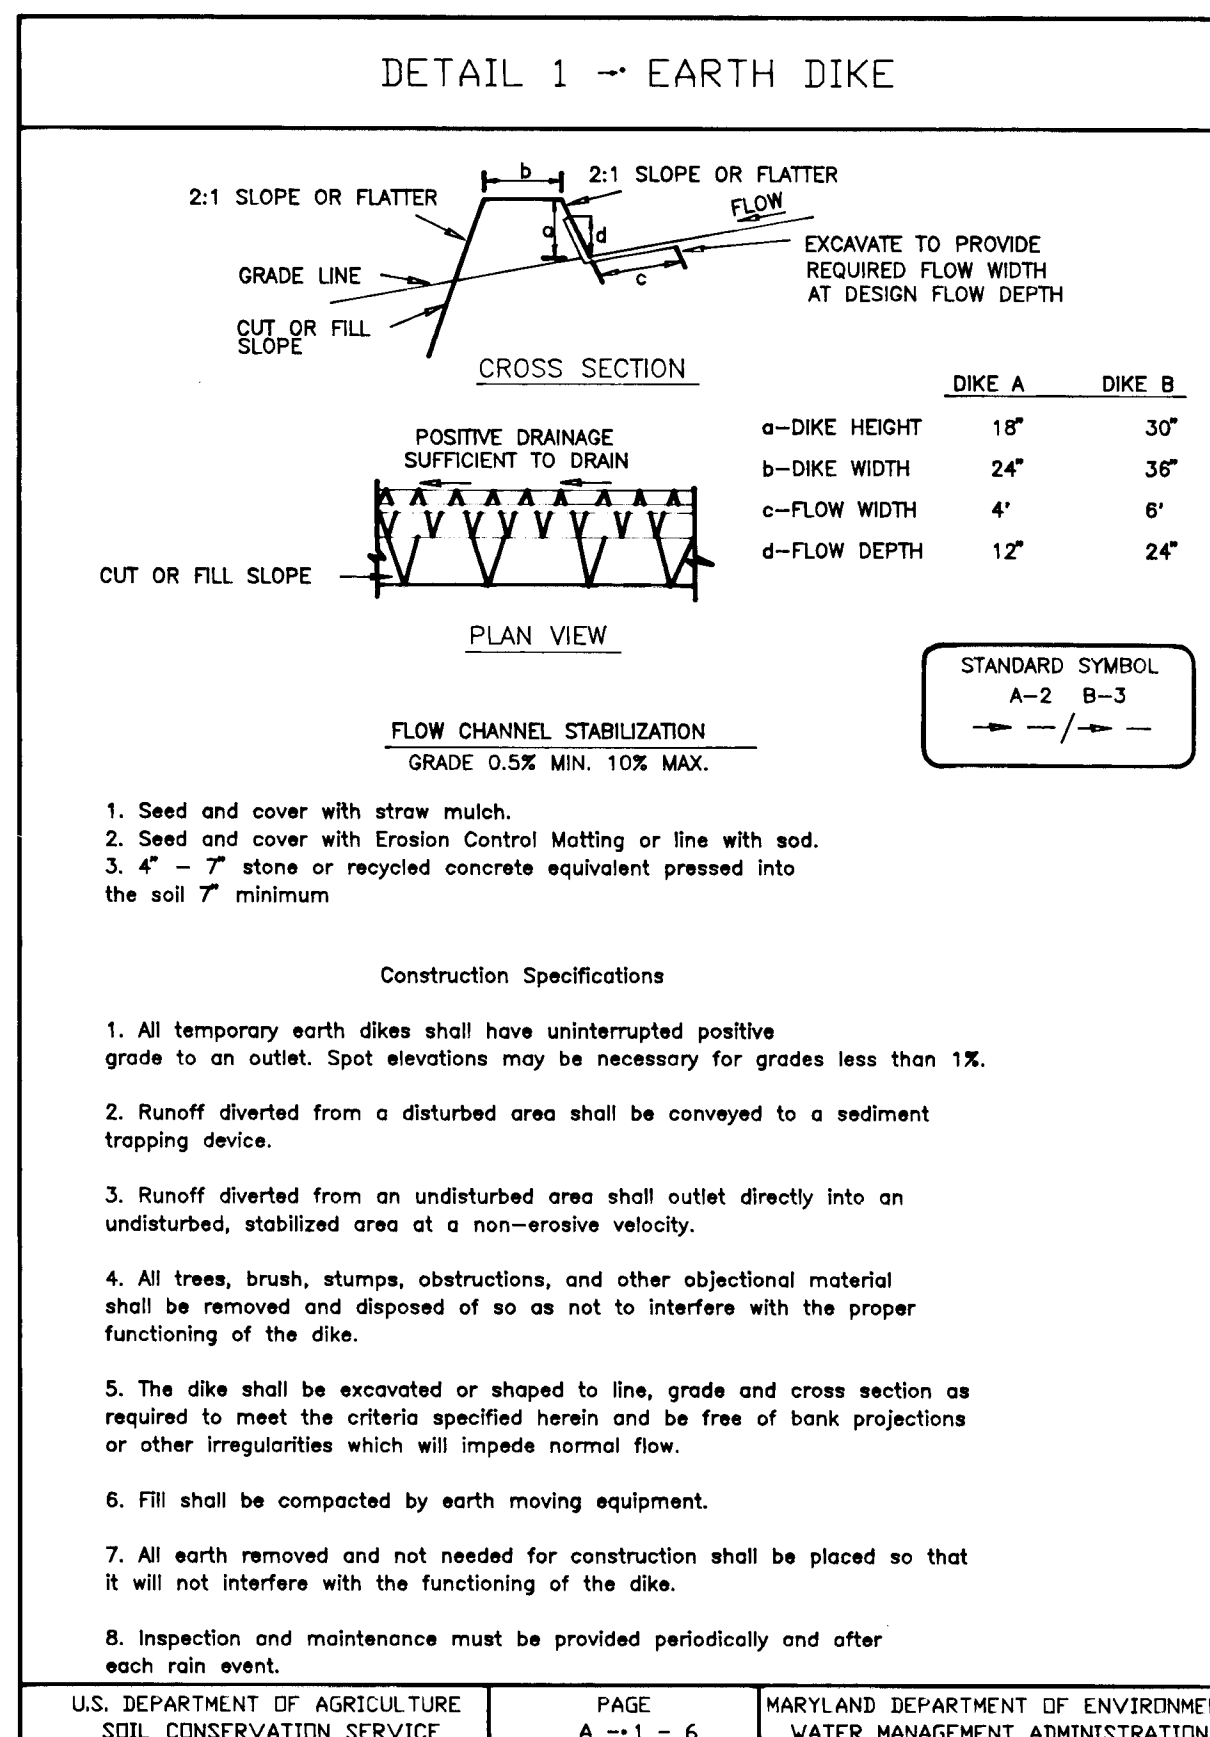 DETAIL 1 - EARTH DIKE
b
2:1 SLOPE OR FLATTER
2:1 SLOPE OR FLATTER
FLOW
a
d
EXCAVATE TO PROVIDE
REQUIRED FLOW WIDTH
AT DESIGN FLOW DEPTH
GRADE LINE
c
CUT OR FILL
SLOPE
CROSS SECTION
DIKE A DIKE B
a-DIKE HEIGHT 18" 30"
b-DIKE WIDTH 24" 36"
c-FLOW WIDTH 4' 6'
d-FLOW DEPTH 12" 24"
POSITIVE DRAINAGE
SUFFICIENT TO DRAIN
CUT OR FILL SLOPE
PLAN VIEW
STANDARD SYMBOL
A-2 B-3
FLOW CHANNEL STABILIZATION
GRADE 0.5% MIN. 10% MAX.
1. Seed and cover with straw mulch.
2. Seed and cover with Erosion Control Matting or line with sod.
3. 4" - 7" stone or recycled concrete equivalent pressed into
the soil 7" minimum
Construction Specifications
1. All temporary earth dikes shall have uninterrupted positive
grade to an outlet. Spot elevations may be necessary for grades less than 1%.
2. Runoff diverted from a disturbed area shall be conveyed to a sediment
trapping device.
3. Runoff diverted from an undisturbed area shall outlet directly into an
undisturbed, stabilized area at a non-erosive velocity.
4. All trees, brush, stumps, obstructions, and other objectional material
shall be removed and disposed of so as not to interfere with the proper
functioning of the dike.
5. The dike shall be excavated or shaped to line, grade and cross section as
required to meet the criteria specified herein and be free of bank projections
or other irregularities which will impede normal flow.
6. Fill shall be compacted by earth moving equipment.
7. All earth removed and not needed for construction shall be placed so that
it will not interfere with the functioning of the dike.
8. Inspection and maintenance must be provided periodically and after
each rain event.
U.S. DEPARTMENT OF AGRICULTURE
SOIL CONSERVATION SERVICE
PAGE
A - 1 - 6
MARYLAND DEPARTMENT OF ENVIRONME
WATER MANAGEMENT ADMINISTRATION